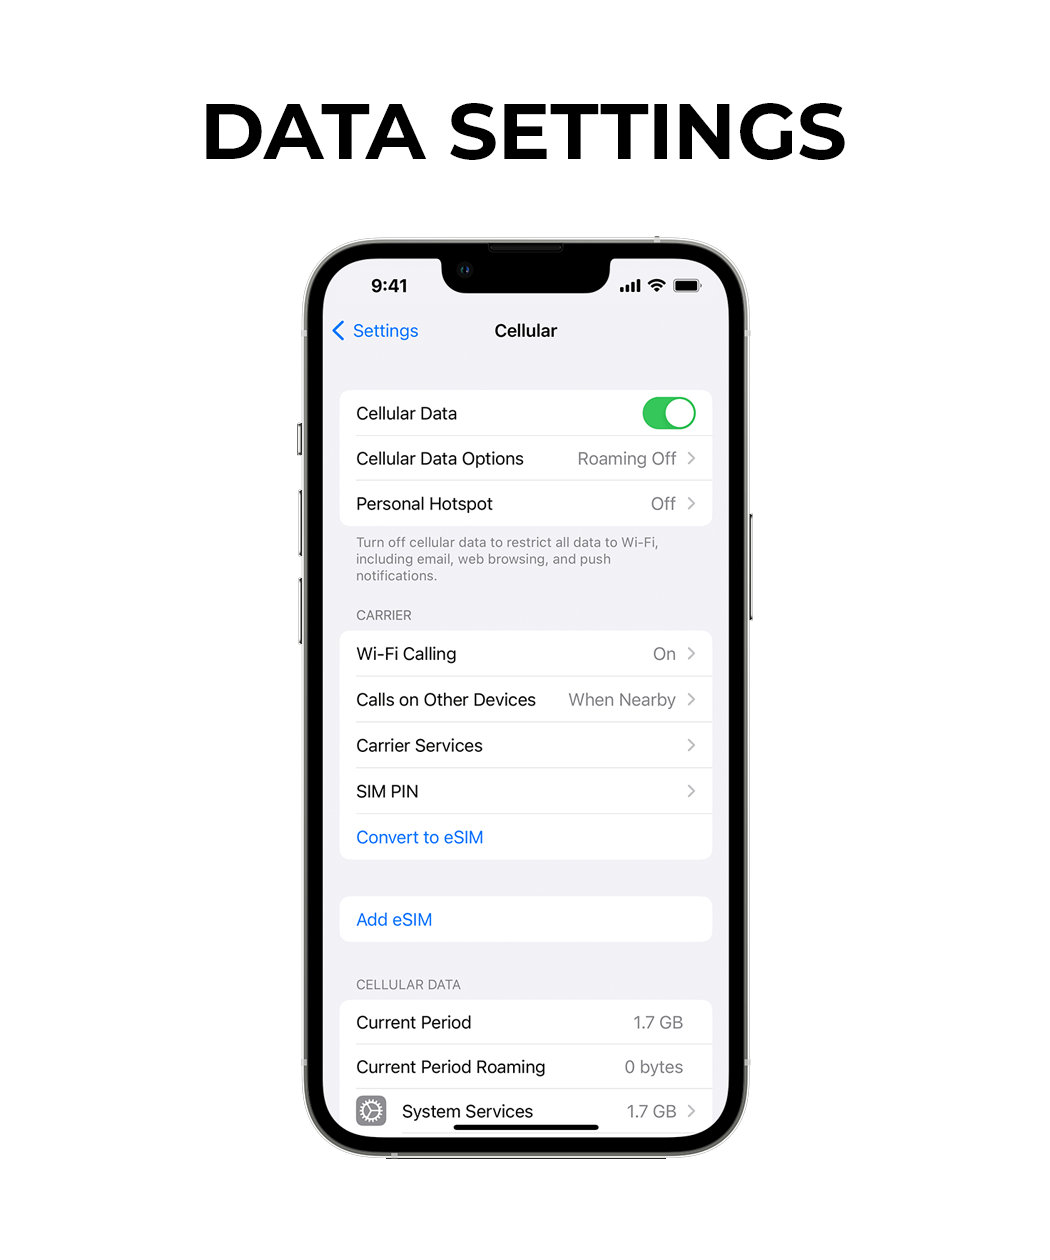 DATA SETTINGS
9:41
Settings
Cellular
Cellular Data
Cellular Data Options Roaming Off
Personal Hotspot Off
Turn off cellular data to restrict all data to Wi-Fi,
including email, web browsing, and push
notifications.
CARRIER
Wi-Fi Calling On
Calls on Other Devices When Nearby
Carrier Services
SIM PIN
Convert to eSIM
Add eSIM
CELLULAR DATA
Current Period 1.7 GB
Current Period Roaming 0 bytes
System Services 1.7 GB